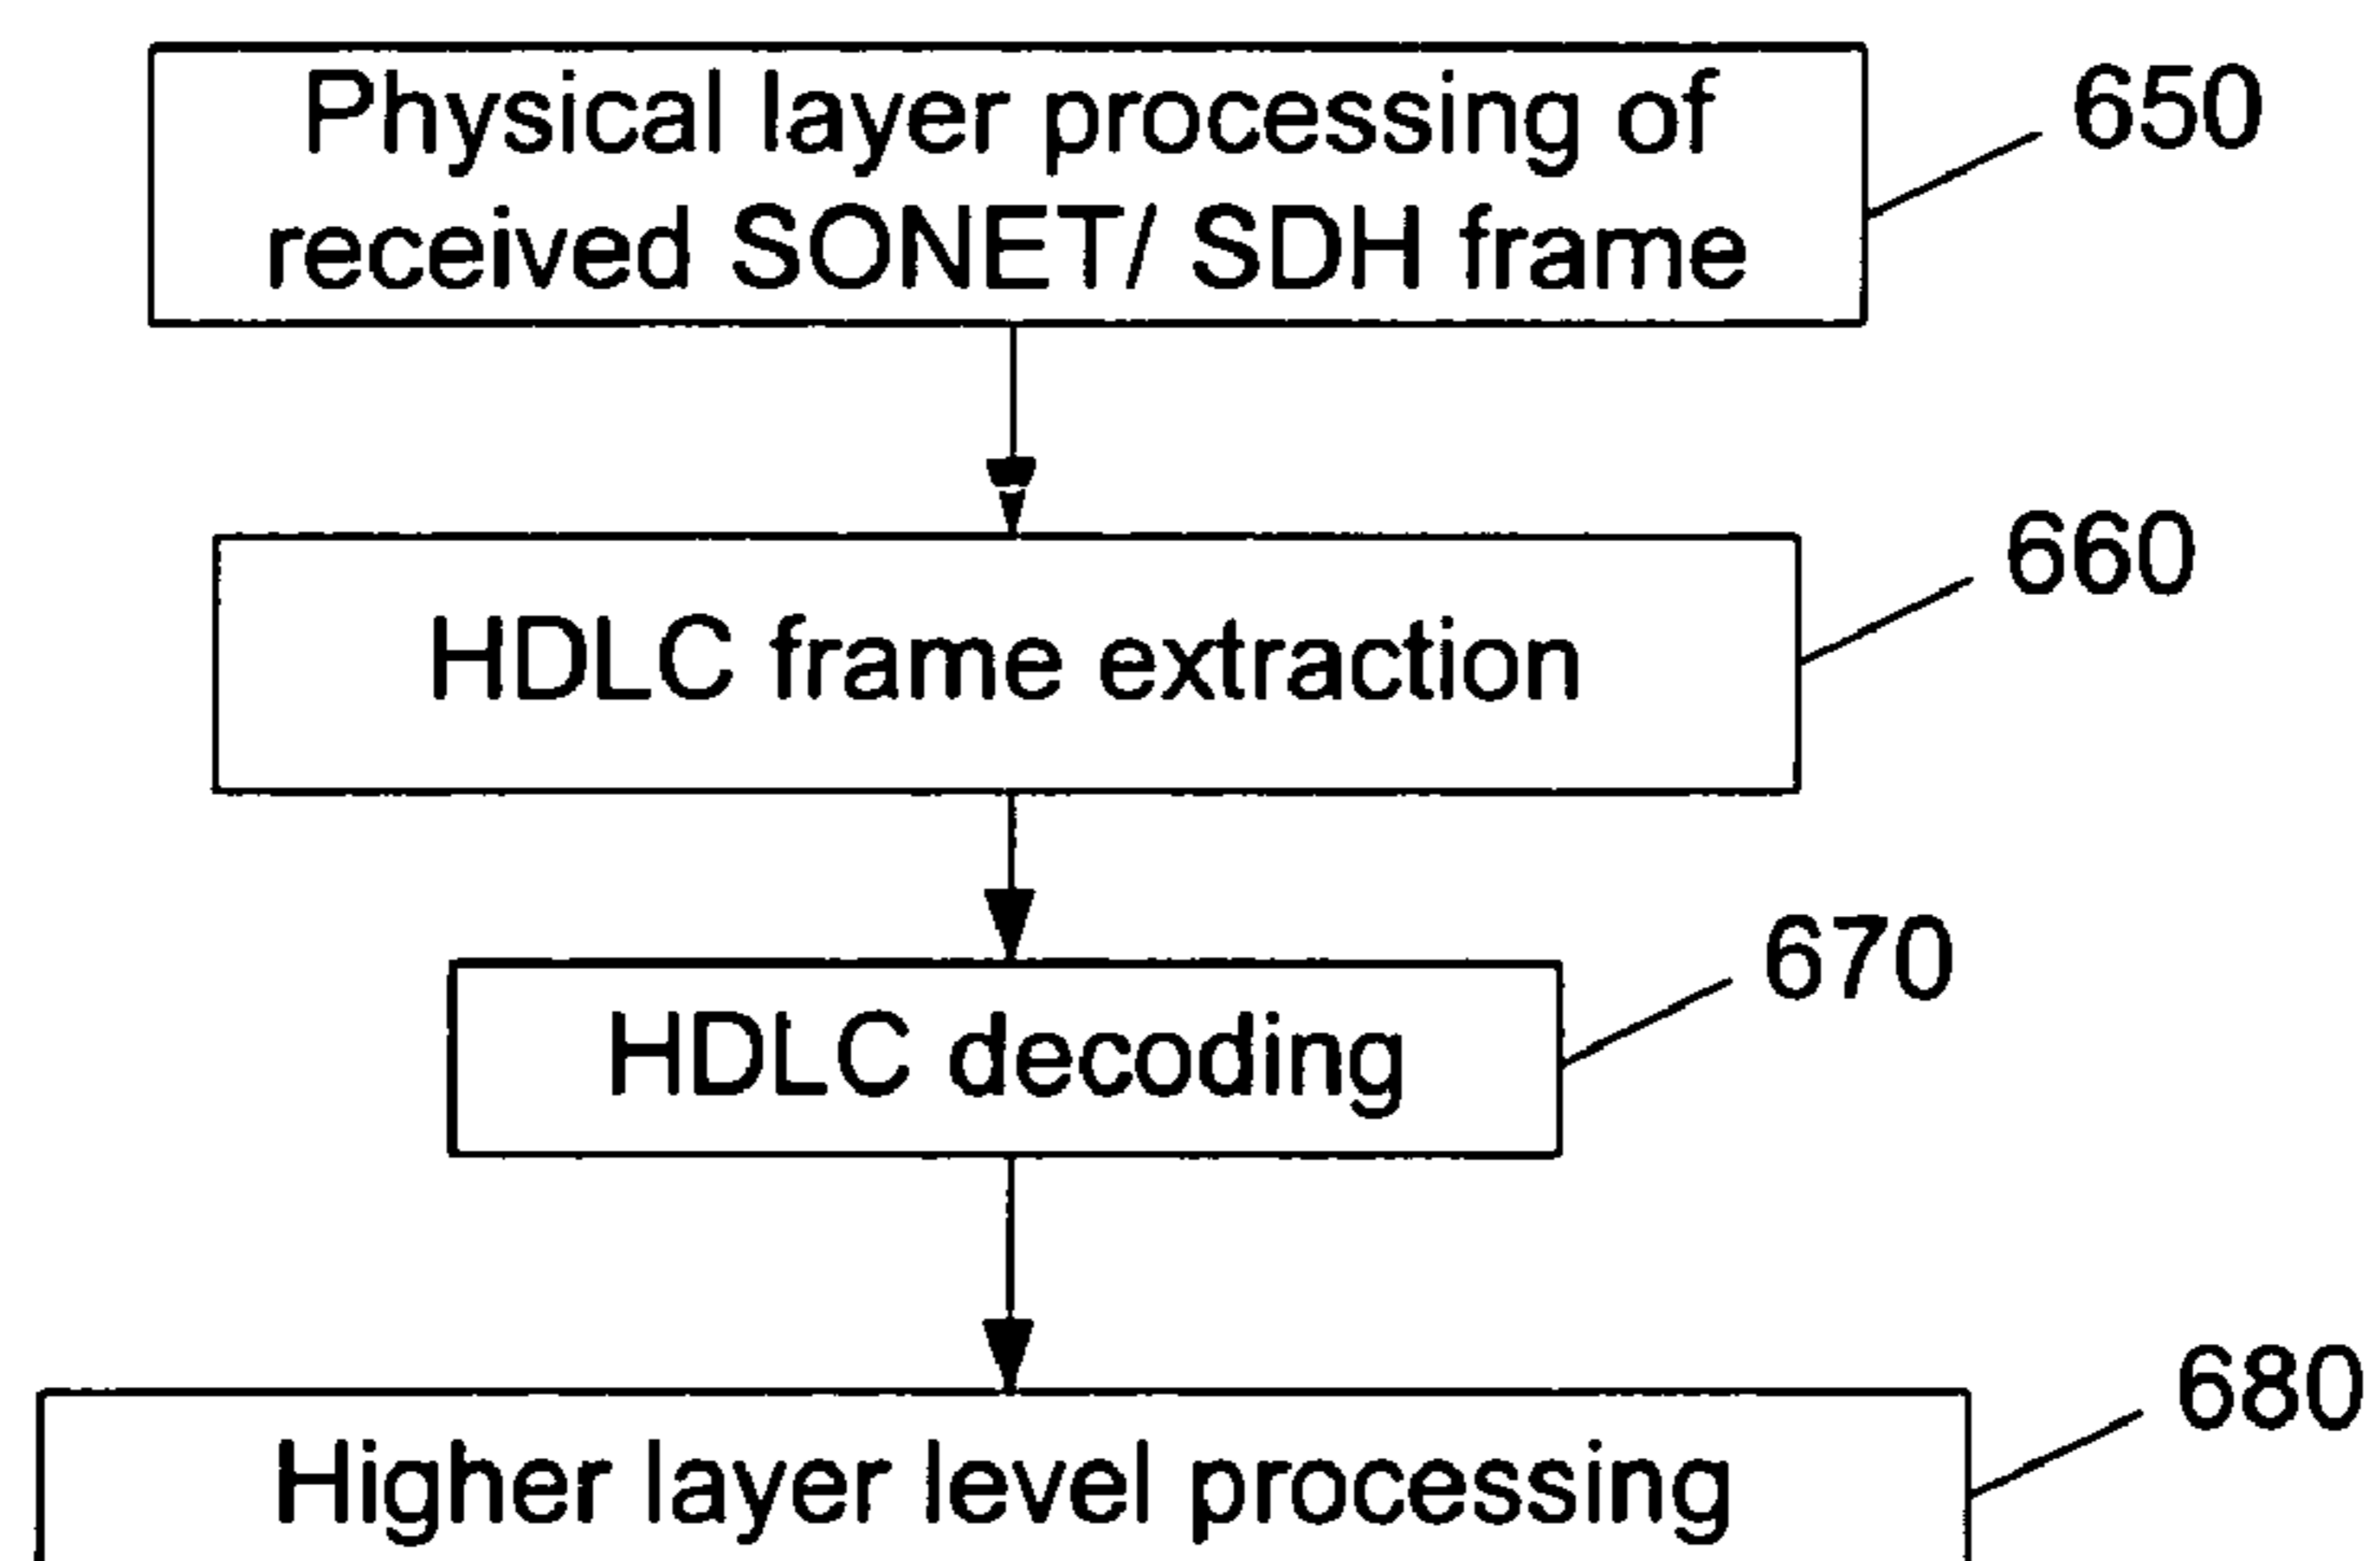 Physical layer processing of
received SONET/ SDH frame
650
HDLC frame extraction
660
HDLC decoding
670
Higher layer level processing
680